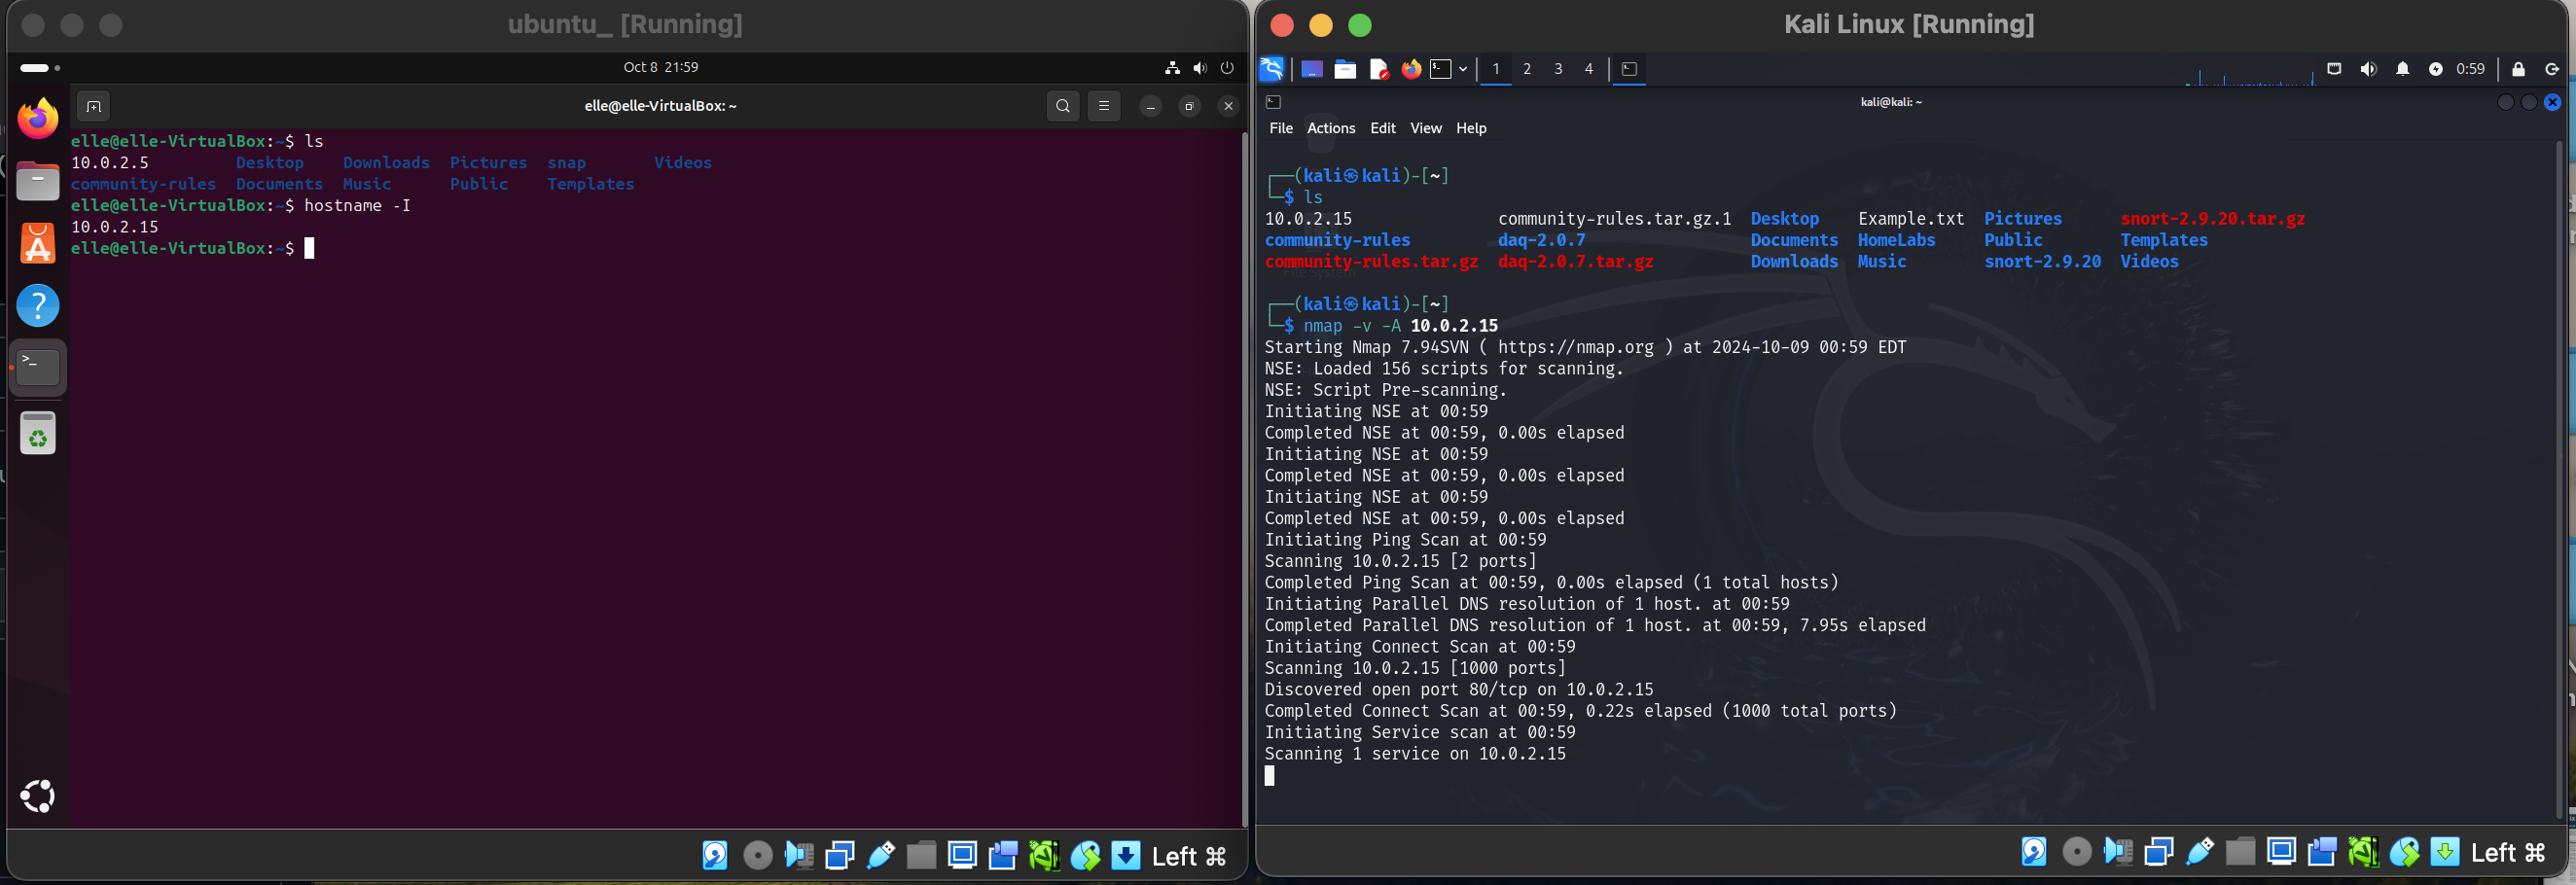 ubuntu_ [Running]
Oct 8 21:59
elle@elle-VirtualBox: ~
elle@elle-VirtualBox:~$ ls
10.0.2.5 Desktop Downloads Pictures snap Videos
community-rules Documents Music Public Templates
elle@elle-VirtualBox:~$ hostname -I
10.0.2.15
elle@elle-VirtualBox:~$
Left ⌘
Kali Linux [Running]
1 2 3 4 0:59
kali@kali: ~
File Actions Edit View Help
┌──(kali㉿kali)-[~]
└─$ ls
10.0.2.15 community-rules.tar.gz.1 Desktop Example.txt Pictures snort-2.9.20.tar.gz
community-rules daq-2.0.7 Documents HomeLabs Public Templates
community-rules.tar.gz daq-2.0.7.tar.gz Downloads Music snort-2.9.20 Videos
┌──(kali㉿kali)-[~]
└─$ nmap -v -A 10.0.2.15
Starting Nmap 7.94SVN ( https://nmap.org ) at 2024-10-09 00:59 EDT
NSE: Loaded 156 scripts for scanning.
NSE: Script Pre-scanning.
Initiating NSE at 00:59
Completed NSE at 00:59, 0.00s elapsed
Initiating NSE at 00:59
Completed NSE at 00:59, 0.00s elapsed
Initiating NSE at 00:59
Completed NSE at 00:59, 0.00s elapsed
Initiating Ping Scan at 00:59
Scanning 10.0.2.15 [2 ports]
Completed Ping Scan at 00:59, 0.00s elapsed (1 total hosts)
Initiating Parallel DNS resolution of 1 host. at 00:59
Completed Parallel DNS resolution of 1 host. at 00:59, 7.95s elapsed
Initiating Connect Scan at 00:59
Scanning 10.0.2.15 [1000 ports]
Discovered open port 80/tcp on 10.0.2.15
Completed Connect Scan at 00:59, 0.22s elapsed (1000 total ports)
Initiating Service scan at 00:59
Scanning 1 service on 10.0.2.15
Left ⌘